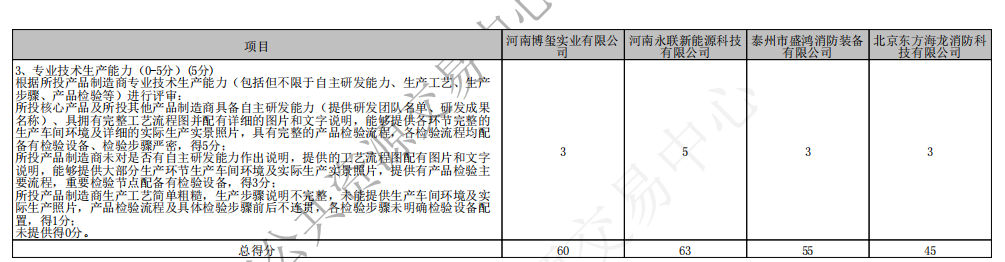 项目
河南博玺实业有限公
司
河南永联新能源科技
有限公司
泰州市盛鸿消防装备
有限公司
北京东方海龙消防科
技有限公司
3、专业技术生产能力（0-5分）(5分)
根据所投产品制造商专业技术生产能力（包括但不限于自主研发能力、生产工艺、生产
步骤、产品检验等）进行评审：
所投核心产品及所投其他产品制造商具备自主研发能力（提供研发团队名单、研发成果
名称）、具拥有完整工艺流程图并配有详细的图片和文字说明，能够提供各环节完整的
生产车间环境及详细的实际生产实景照片，具有完整的产品检验流程，各检验流程均配
备有检验设备、检验步骤严密，得5分；
所投产品制造商未对是否有自主研发能力作出说明，提供的工艺流程图配有图片和文字
说明，能够提供大部分生产环节生产车间环境及实际生产实景照片，提供有产品检验主
要流程，重要检验节点配备有检验设备，得3分；
所投产品制造商生产工艺简单粗糙，生产步骤说明不完整，未能提供生产车间环境及实
际生产照片，产品检验流程及具体检验步骤前后不连贯，各检验步骤未明确检验设备配
置，得1分；
未提供得0分。
3
5
3
3
总得分
60
63
55
45
公共资源交易中心
交易中心